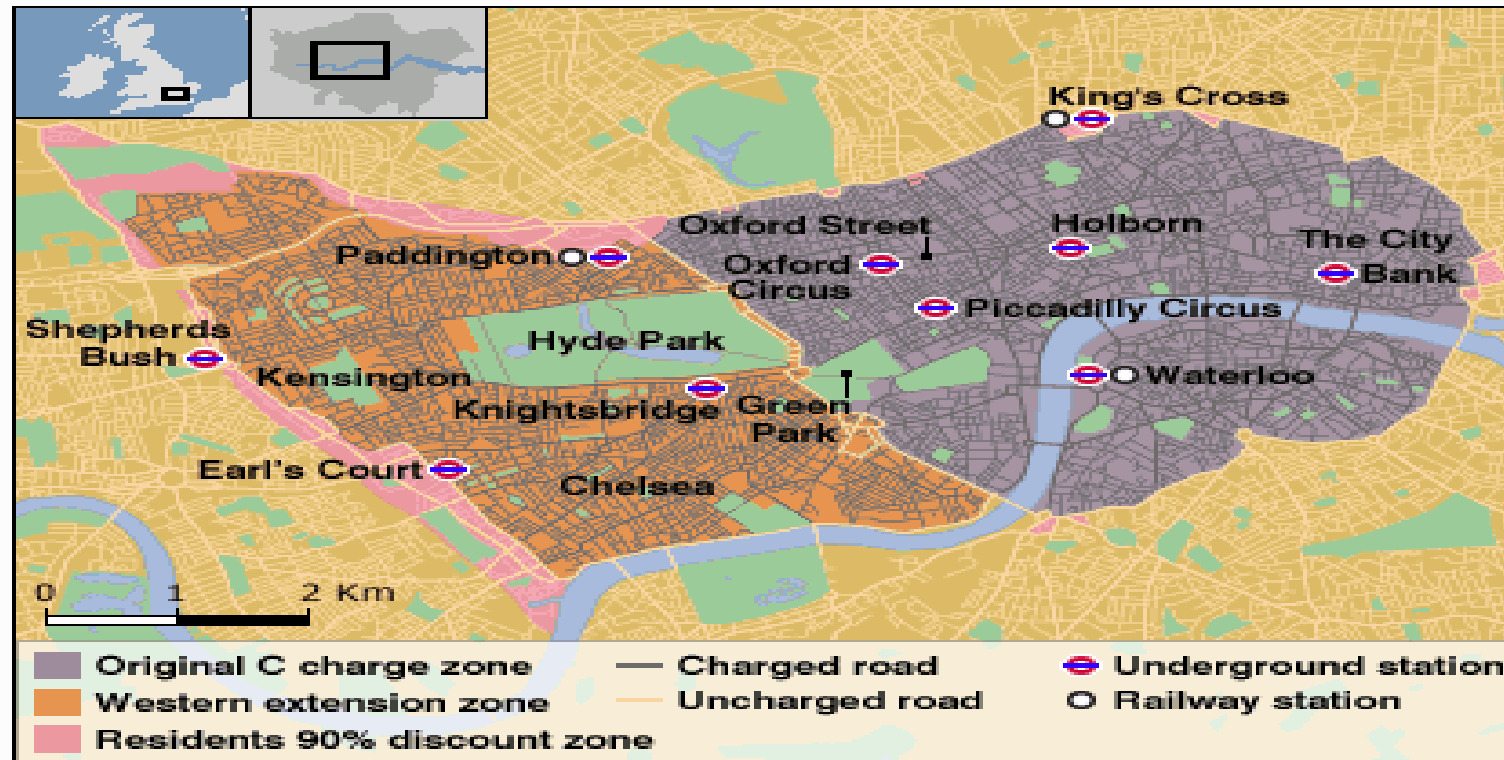 King's Cross
Oxford Street
Holborn
The City
Paddington
Oxford
Circus
Bank
Piccadilly Circus
Shepherds
Bush
Hyde Park
Kensington
Waterloo
Knightsbridge
Green
Park
Earl's Court
Chelsea
0 1 2 Km
Original C charge zone
Charged road
Underground station
Western extension zone
Uncharged road
Railway station
Residents 90% discount zone